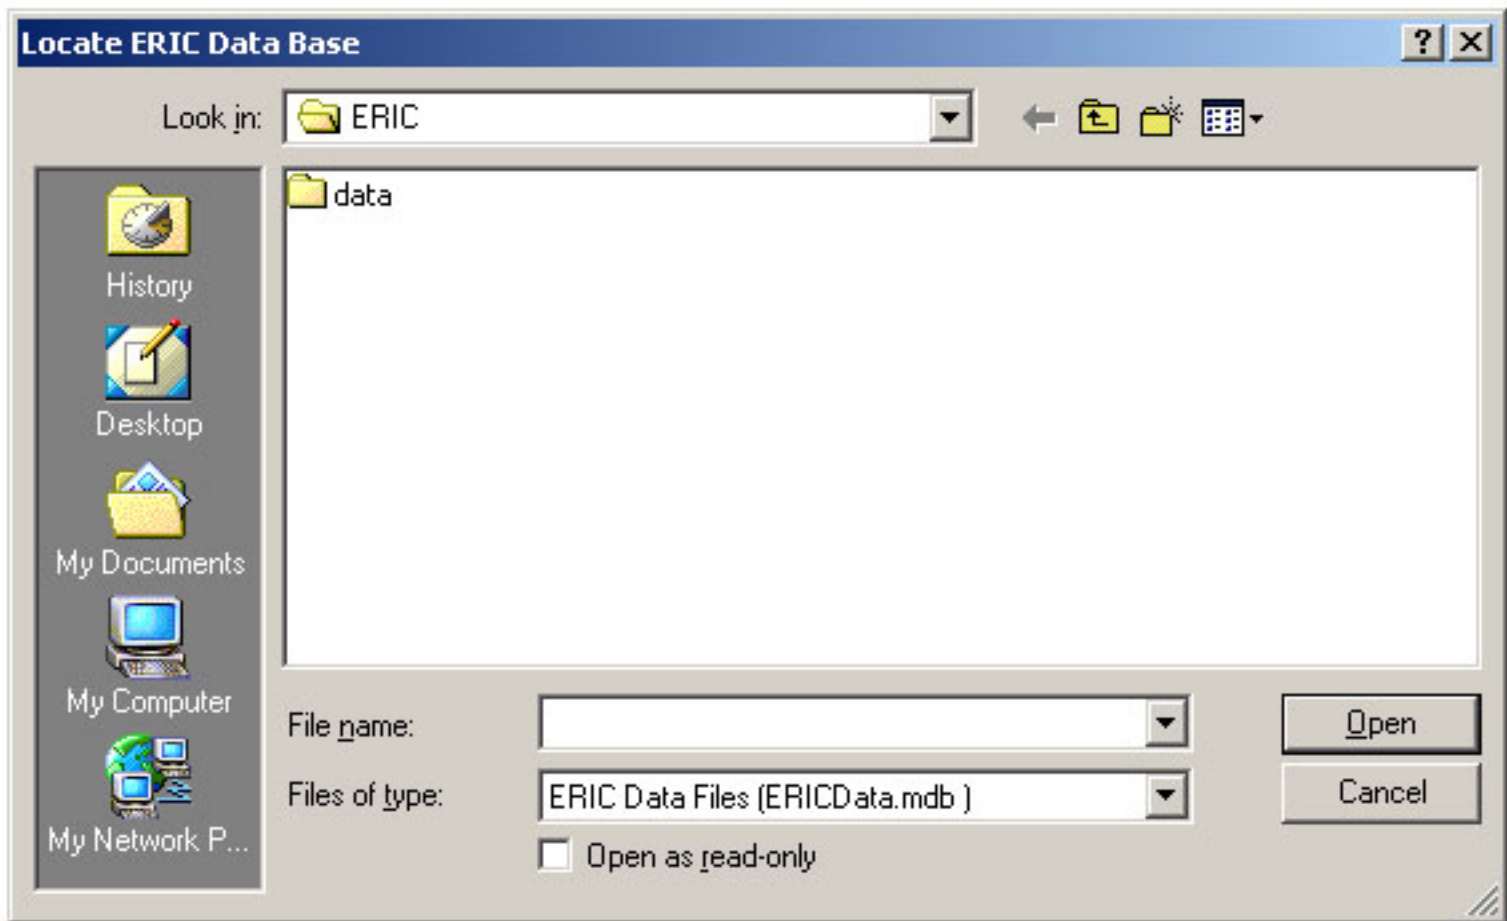 Locate ERIC Data Base
Look in: ERIC
data
History
Desktop
My Documents
My Computer
My Network P...
File name:
Open
Files of type: ERIC Data Files (ERICData.mdb )
Cancel
Open as read-only